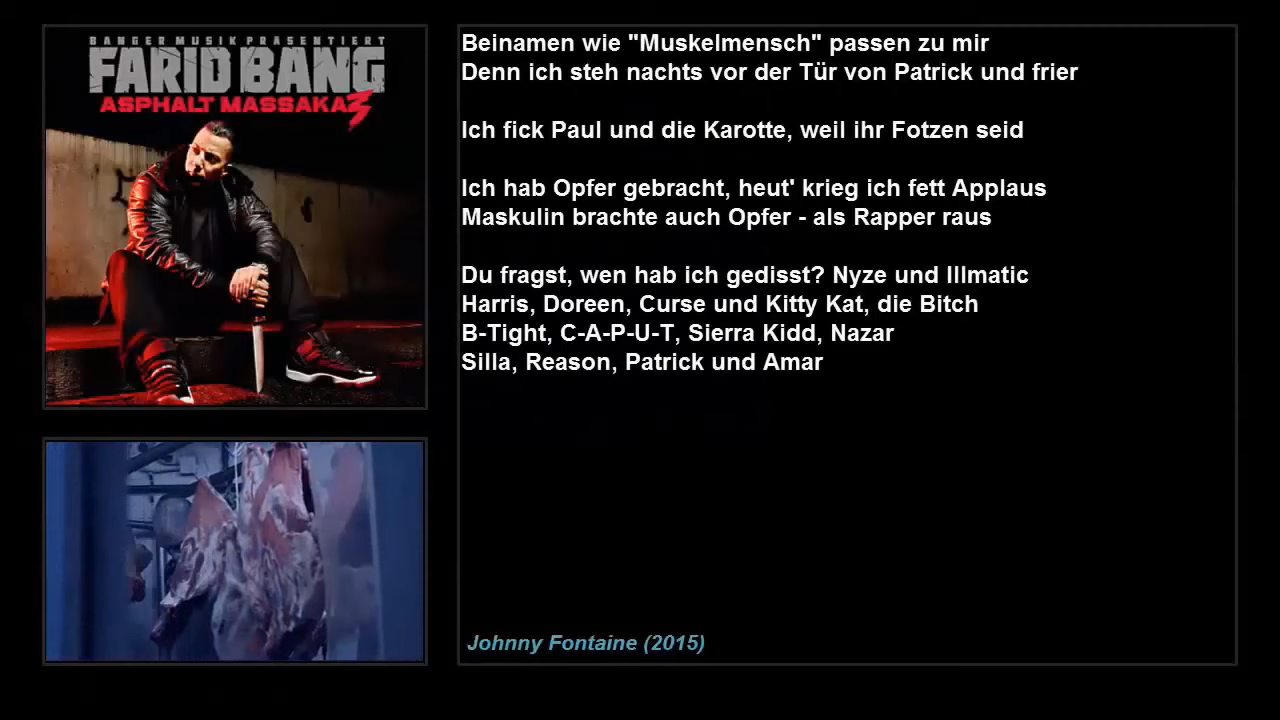 BANGER MUSIK PRÄSENTIERT
FARID BANG
ASPHALT MASSAKA 3
Beinamen wie "Muskelmensch" passen zu mir
Denn ich steh nachts vor der Tür von Patrick und frier
Ich fick Paul und die Karotte, weil ihr Fotzen seid
Ich hab Opfer gebracht, heut' krieg ich fett Applaus
Maskulin brachte auch Opfer - als Rapper raus
Du fragst, wen hab ich gedisst? Nyze und Illmatic
Harris, Doreen, Curse und Kitty Kat, die Bitch
B-Tight, C-A-P-U-T, Sierra Kidd, Nazar
Silla, Reason, Patrick und Amar
Johnny Fontaine (2015)